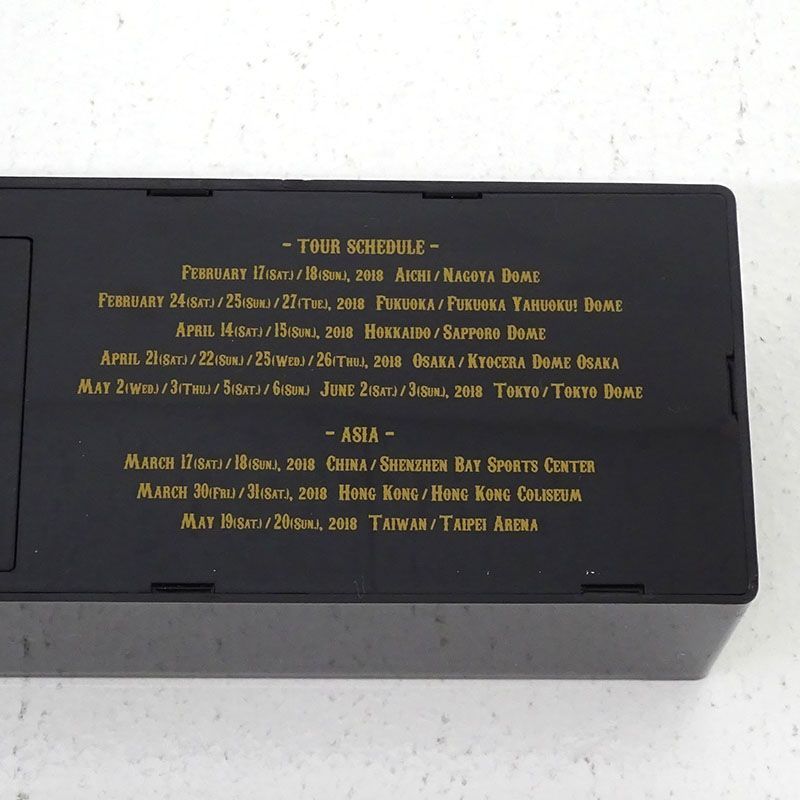 - TOUR SCHEDULE -
FEBRUARY 17(SAT.) / 18(SUN.), 2018 AICHI / NAGOYA DOME
FEBRUARY 24(SAT.) / 25(SUN.) / 27(TUE.), 2018 FUKUOKA / FUKUOKA YAHUOKU! DOME
APRIL 14(SAT.) / 15(SUN.), 2018 HOKKAIDO / SAPPORO DOME
APRIL 21(SAT.) / 22(SUN.) / 25(WED.) / 26(THU.), 2018 OSAKA / KYOCERA DOME OSAKA
MAY 2(WED.) / 3(THU.) / 5(SAT.) / 6(SUN.) JUNE 2(SAT.) / 3(SUN.), 2018 TOKYO / TOKYO DOME
- ASIA -
MARCH 17(SAT.) / 18(SUN.), 2018 CHINA / SHENZHEN BAY SPORTS CENTER
MARCH 30(FRI.) / 31(SAT.), 2018 HONG KONG / HONG KONG COLISEUM
MAY 19(SAT.) / 20(SUN.), 2018 TAIWAN / TAIPEI ARENA